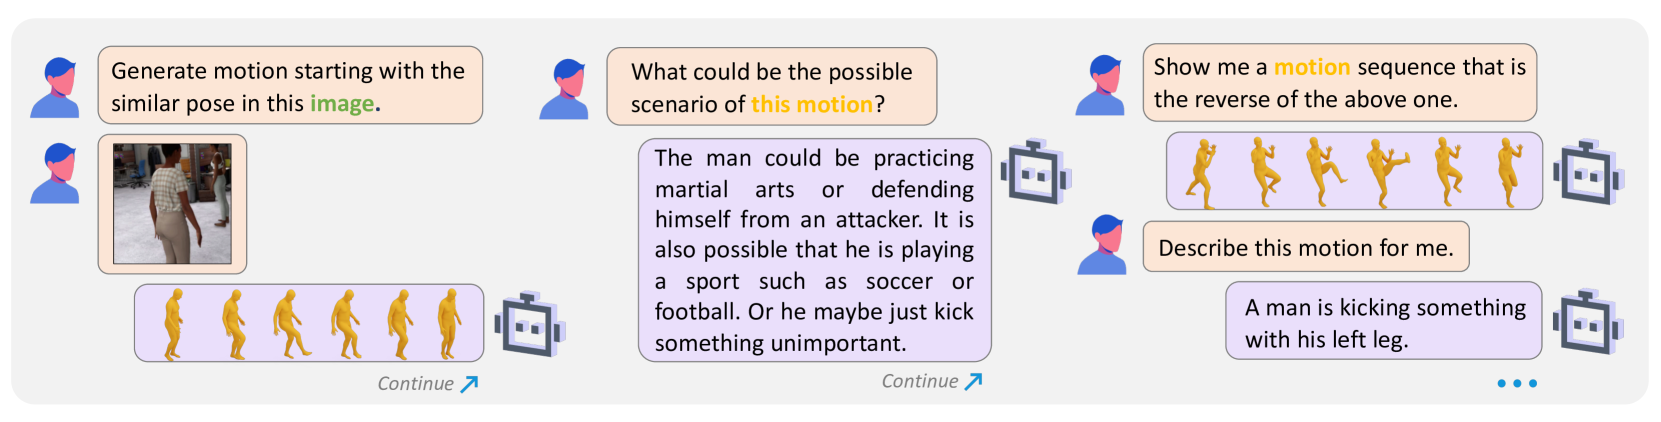 Generate motion starting with the
similar pose in this image.
Continue
What could be the possible
scenario of this motion?
The man could be practicing
martial arts or defending
himself from an attacker. It is
also possible that he is playing
a sport such as soccer or
football. Or he maybe just kick
something unimportant.
Continue
Show me a motion sequence that is
the reverse of the above one.
Describe this motion for me.
A man is kicking something
with his left leg.